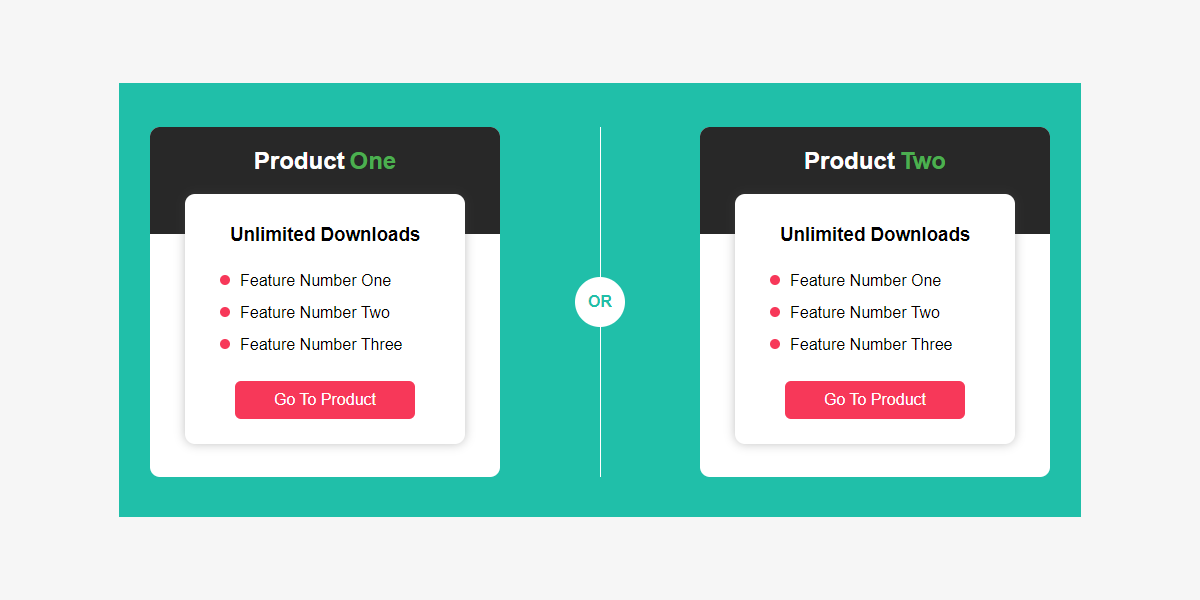 Product One
Unlimited Downloads
Feature Number One
Feature Number Two
Feature Number Three
Go To Product
OR
Product Two
Unlimited Downloads
Feature Number One
Feature Number Two
Feature Number Three
Go To Product